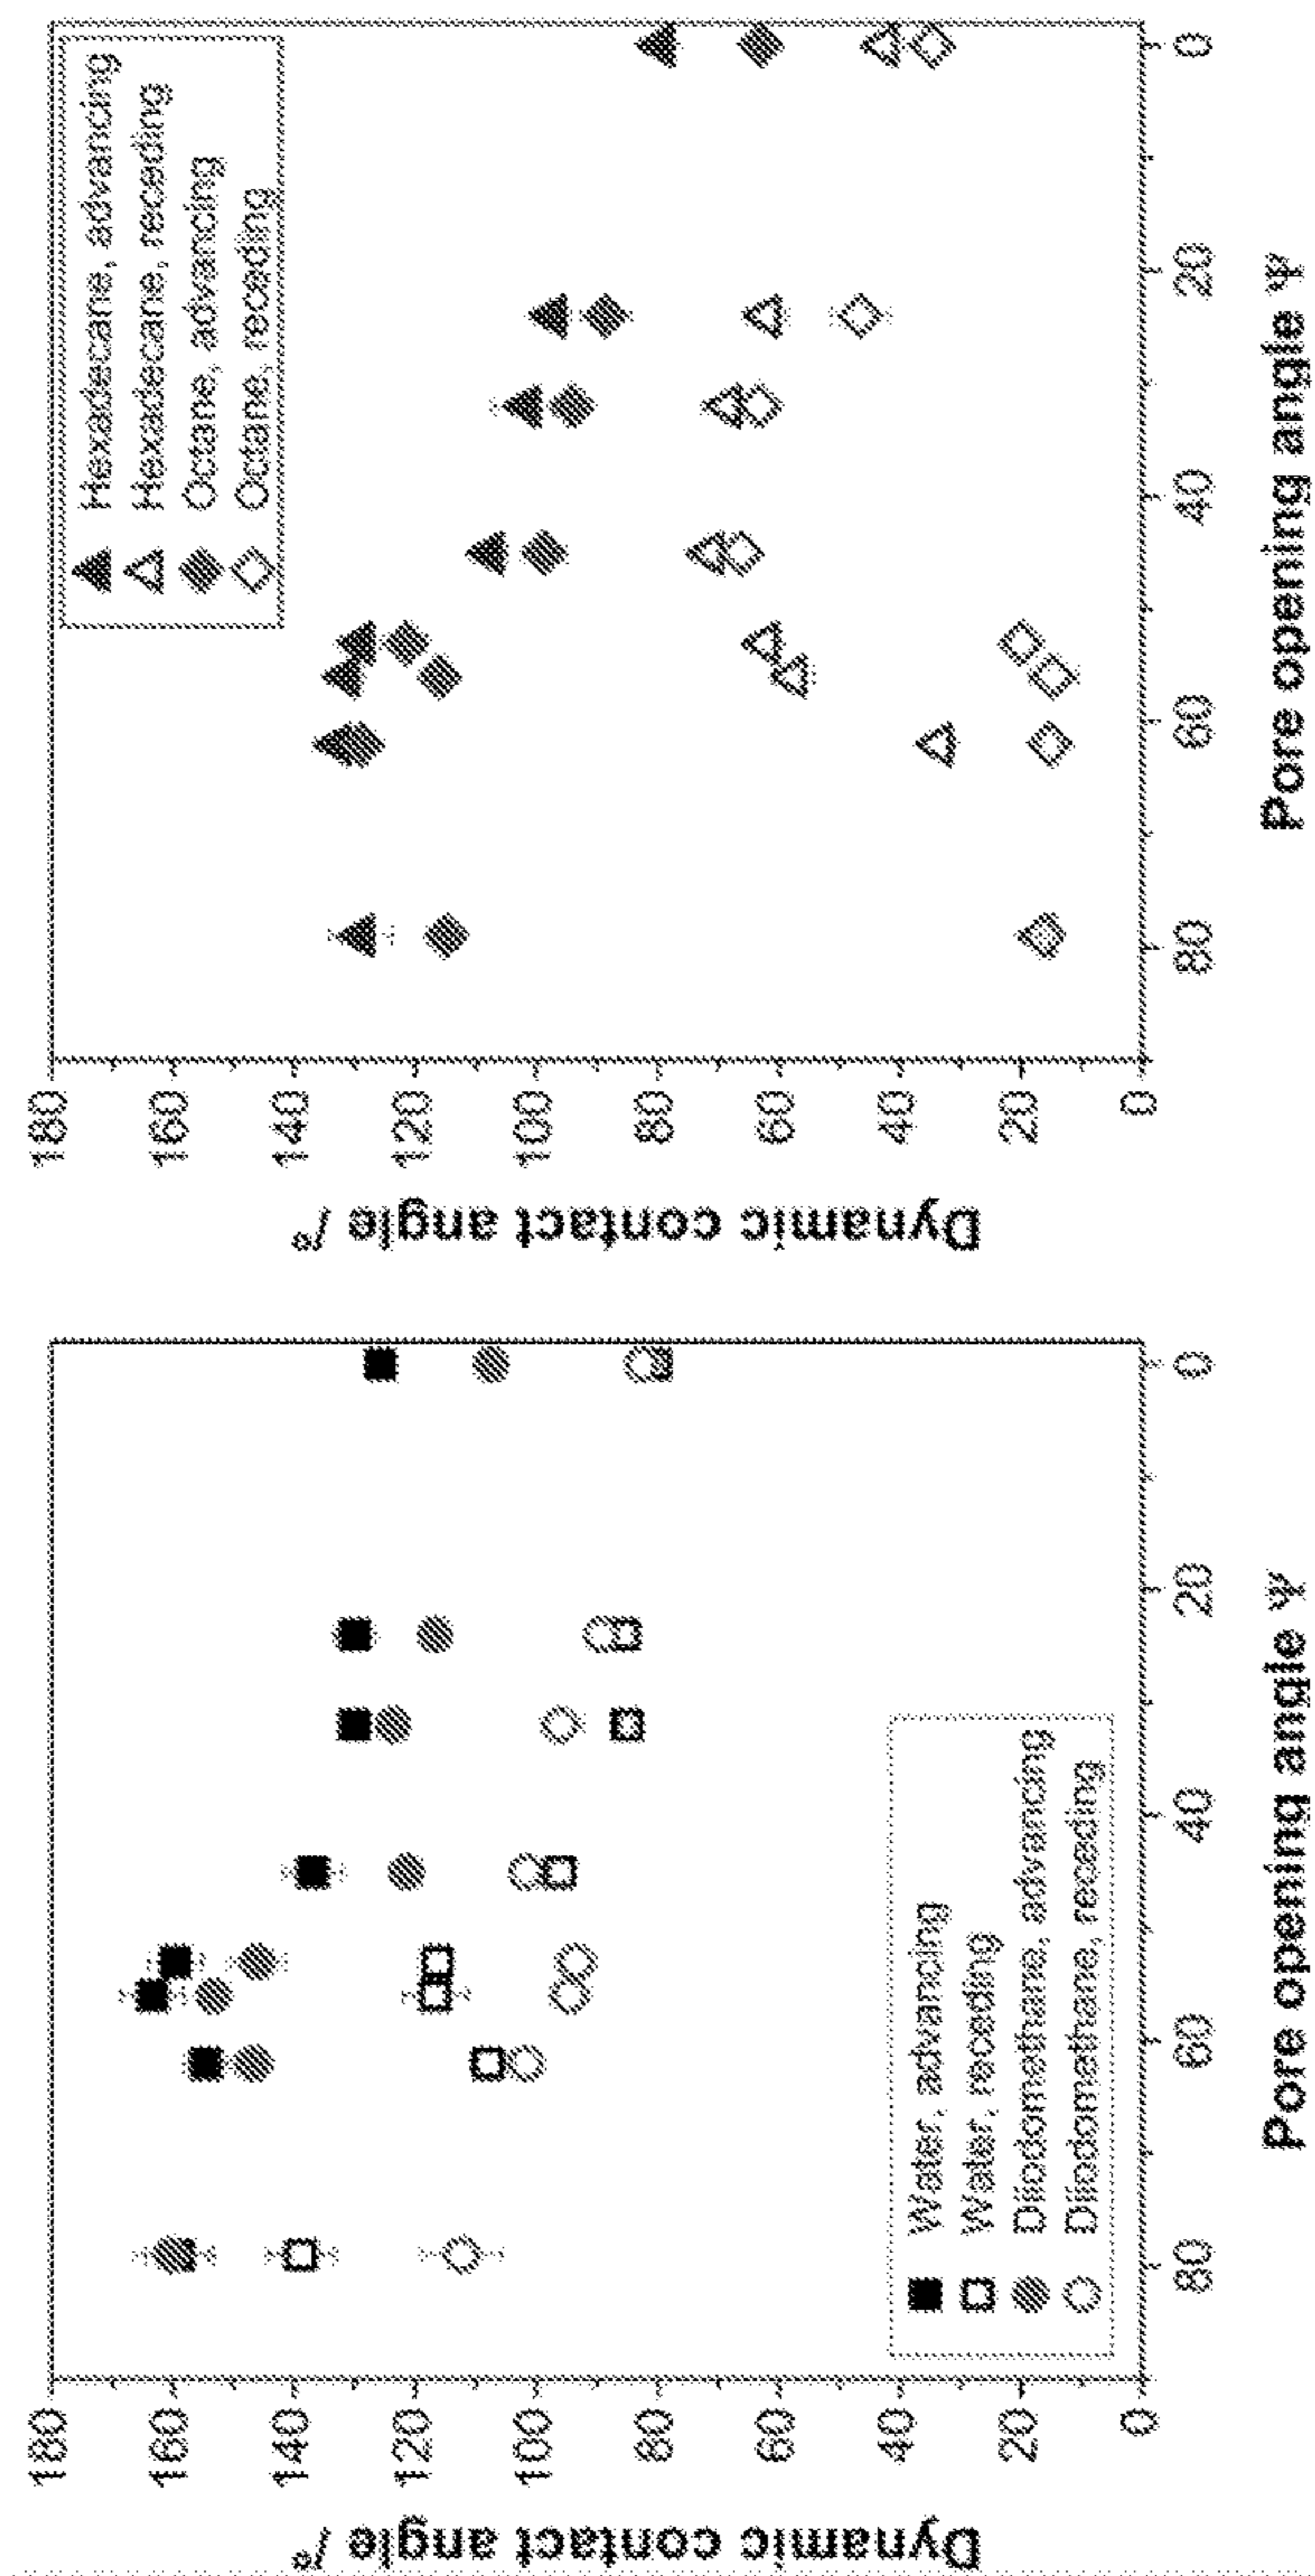 Dynamic contact angle /°
180
160
140
120
100
80
60
40
20
0
Water, advancing
Water, receding
Diiodomethane, advancing
Diiodomethane, receding
80 60 40 20 0
Pore opening angle Ψ
Dynamic contact angle /°
180
160
140
120
100
80
60
40
20
0
Hexadecane, advancing
Hexadecane, receding
Octane, advancing
Octane, receding
80 60 40 20 0
Pore opening angle Ψ